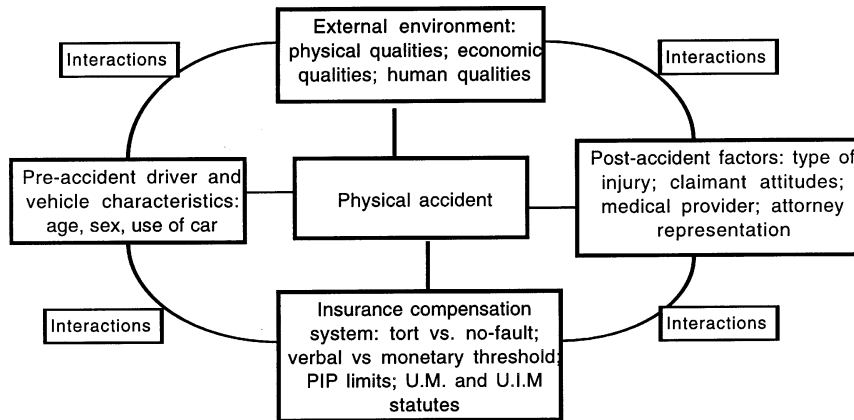 External environment:
physical qualities; economic
qualities; human qualities
Interactions
Interactions
Pre-accident driver and
vehicle characteristics:
age, sex, use of car
Physical accident
Post-accident factors: type of
injury; claimant attitudes;
medical provider; attorney
representation
Interactions
Interactions
Insurance compensation
system: tort vs. no-fault;
verbal vs monetary threshold;
PIP limits; U.M. and U.I.M
statutes